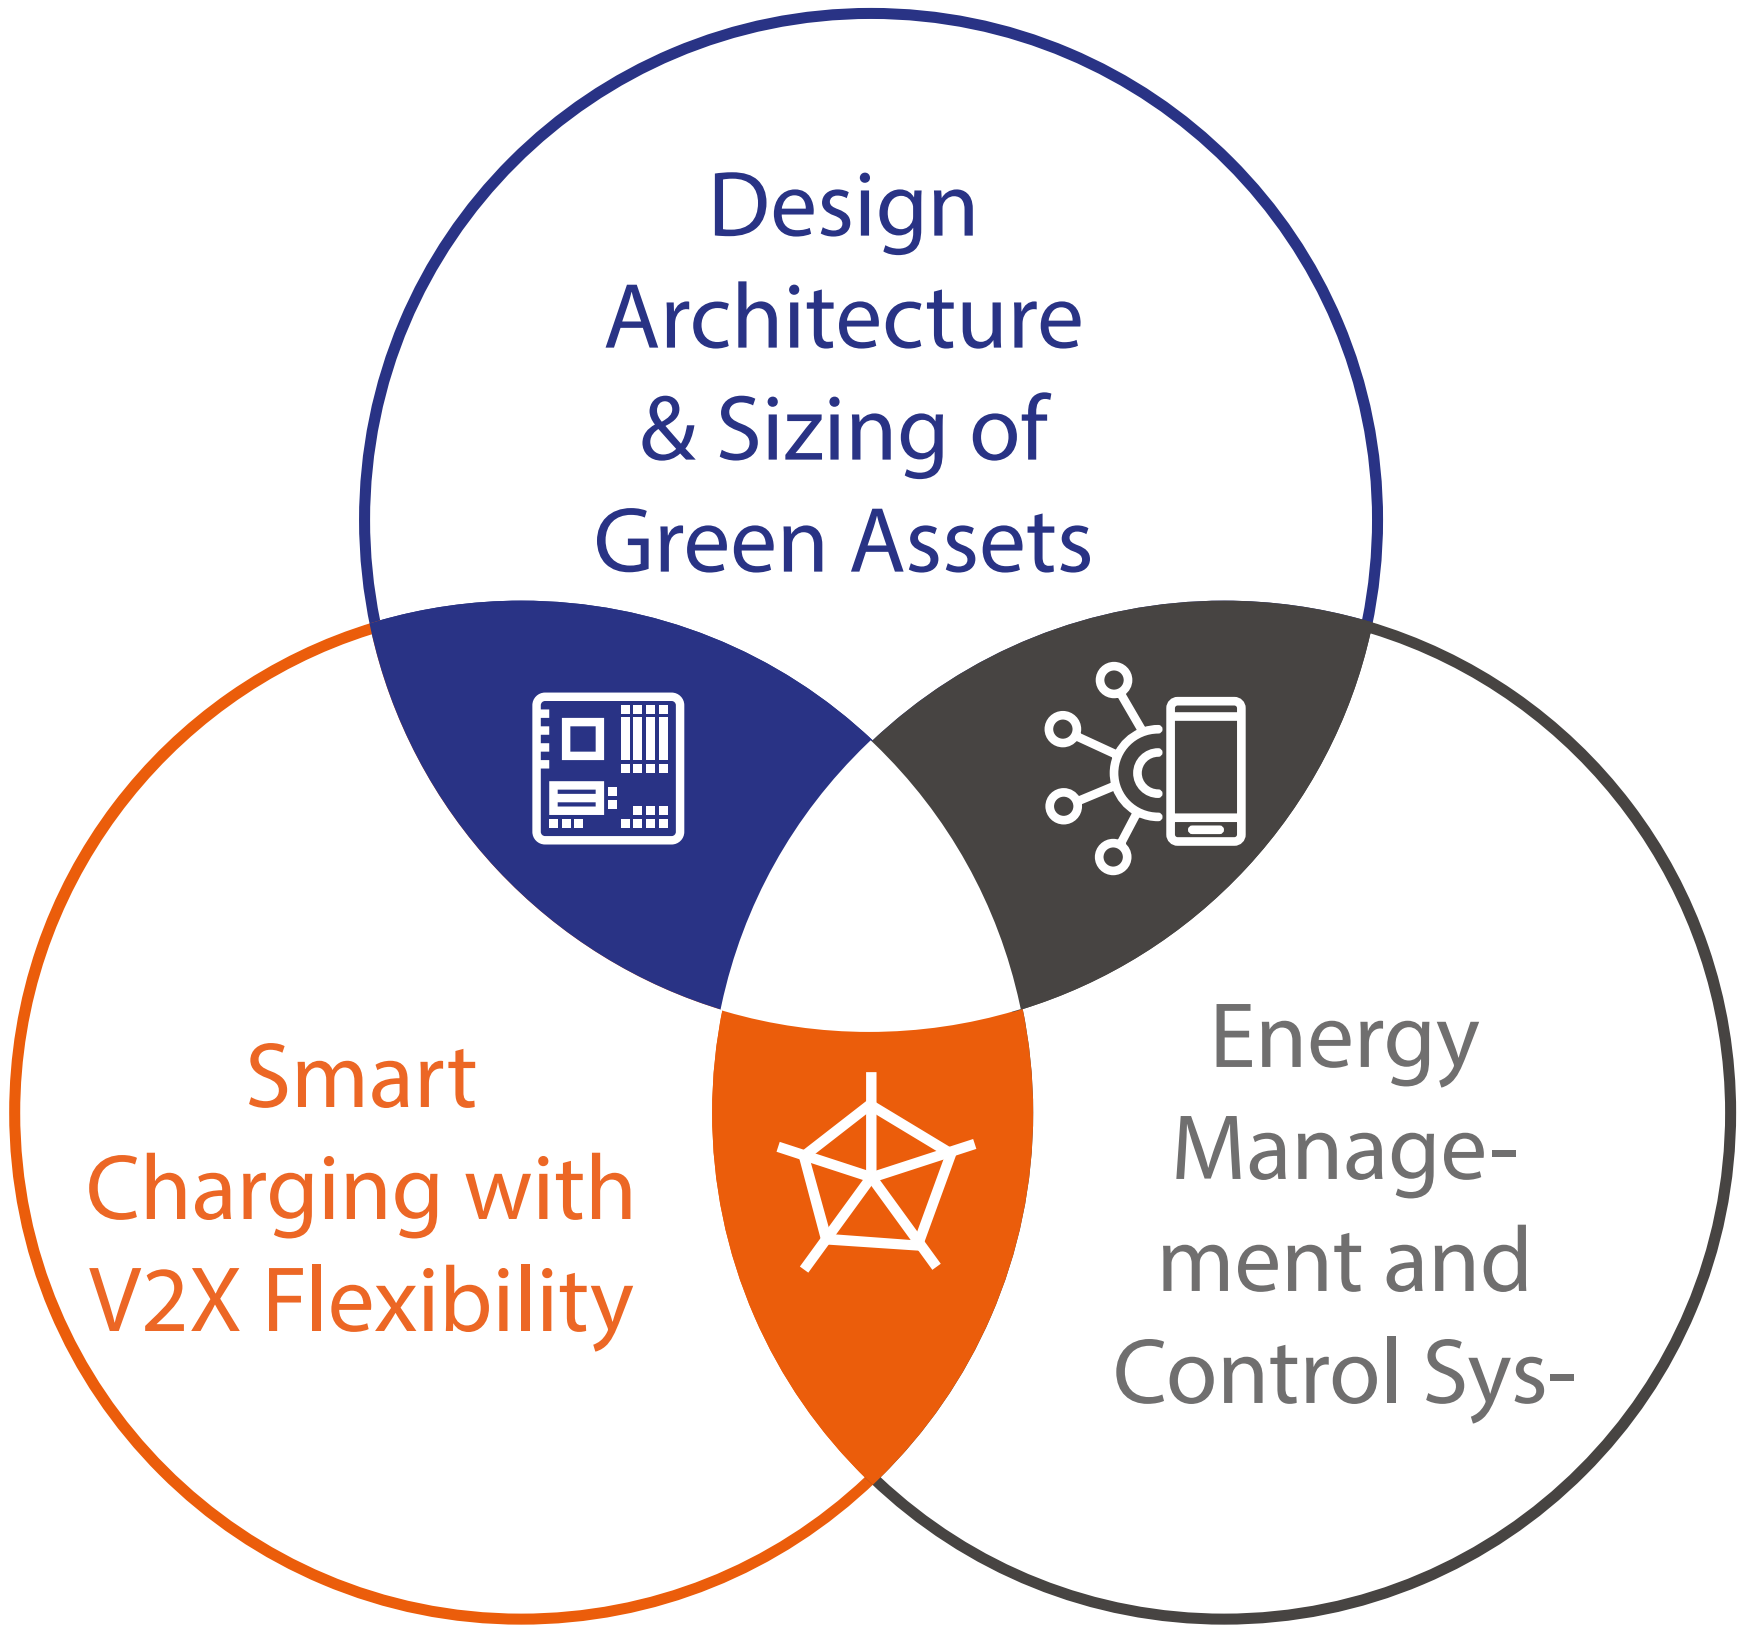 Design
Architecture
& Sizing of
Green Assets
Smart
Charging with
V2X Flexibility
Energy
Manage-
ment and
Control Sys-